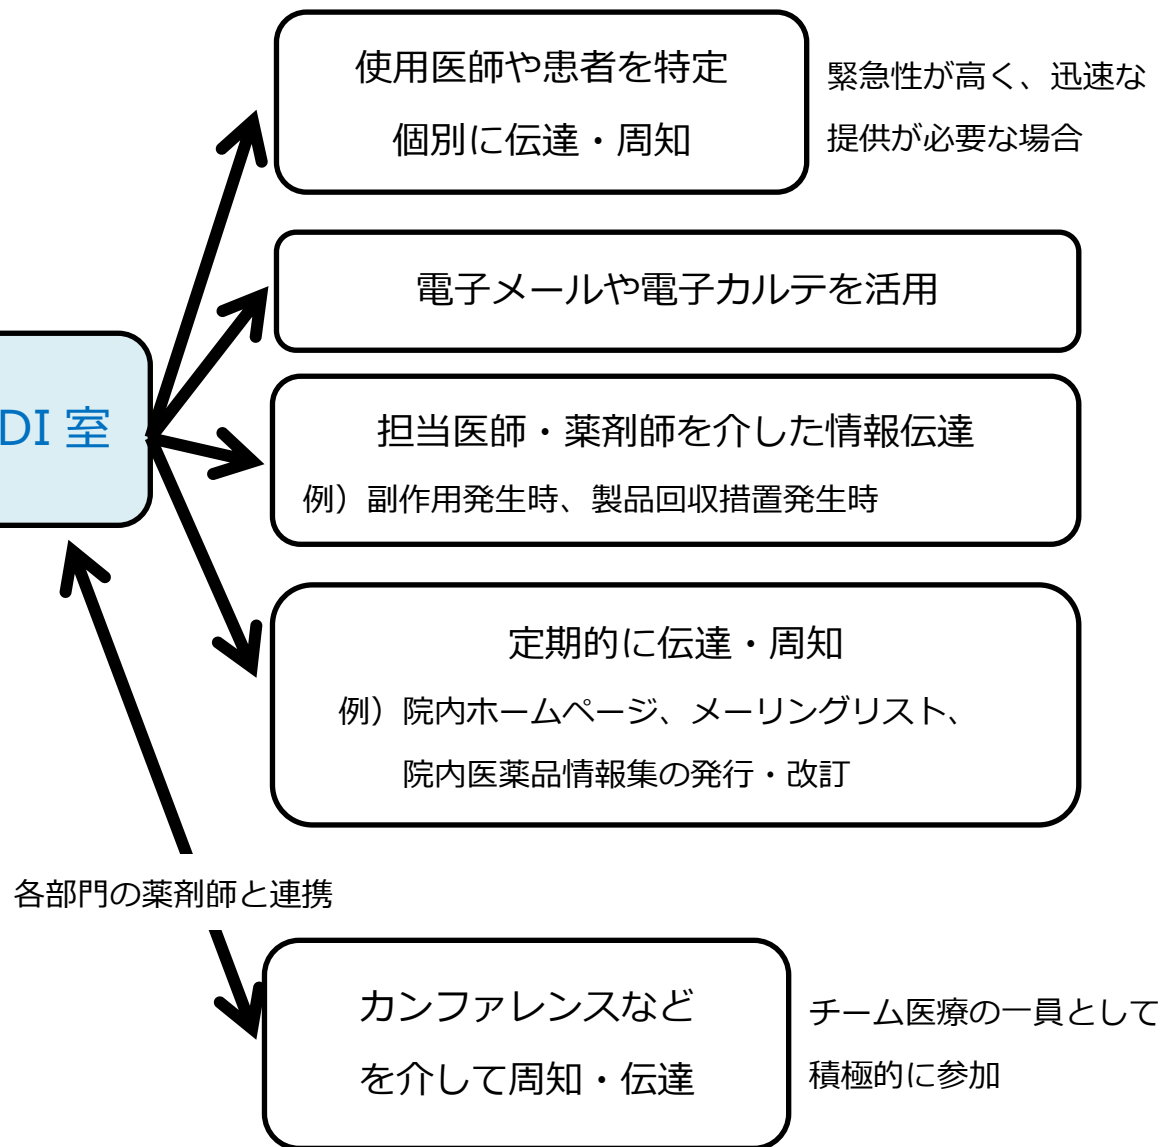 使用医師や患者を特定
個別に伝達・周知
緊急性が高く、迅速な
提供が必要な場合
電子メールや電子カルテを活用
DI 室
担当医師・薬剤師を介した情報伝達
例）副作用発生時、製品回収措置発生時
定期的に伝達・周知
例）院内ホームページ、メーリングリスト、
院内医薬品情報集の発行・改訂
各部門の薬剤師と連携
カンファレンスなど
を介して周知・伝達
チーム医療の一員として
積極的に参加